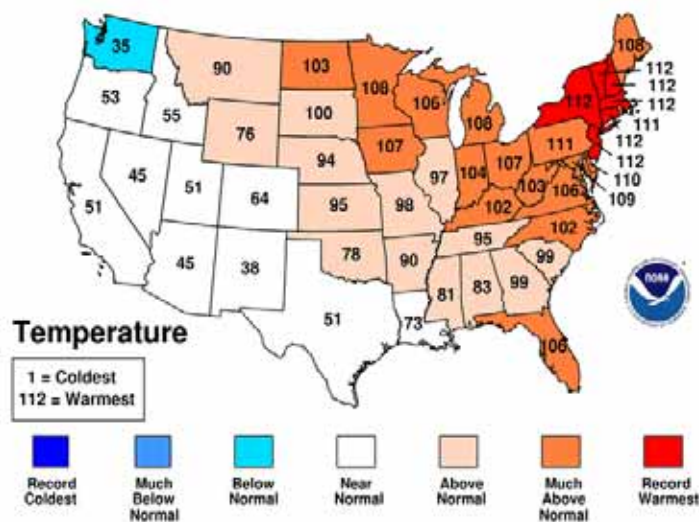 35
108
103
90
112
53
108
112
55
100
106
112
112
111
76
108
111
112
107
112
94
107
110
45
97
104
103
106
109
51
64
51
95
98
102
102
95
78
90
99
45
38
81
83
99
noaa
51
73
106
Temperature
1 = Coldest
112 = Warmest
Record
Coldest
Much
Below
Normal
Below
Normal
Near
Normal
Above
Normal
Much
Above
Normal
Record
Warmest